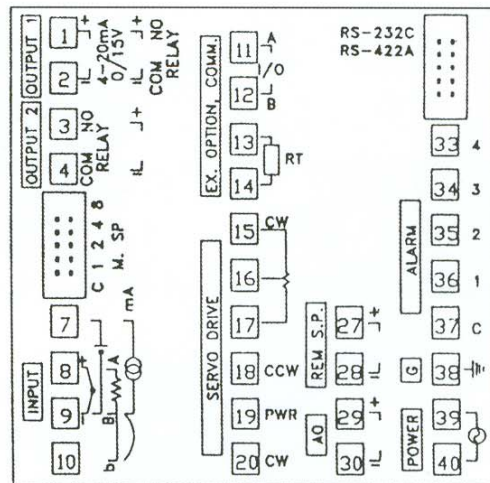 OUTPUT 1
1 +
2 -
4-20mA
0/15V
COM NO
RELAY
OUTPUT 2
3 NO +
4 COM -
RELAY
C 1 2 4 8
M. SP
7 mA
INPUT
8 + A
9 - B
10 b
EX. OPTION, COMM.
11 A
I/O
12 B
13
RT
14
SERVO DRIVE
15 CW
16
17
18 CCW
19 PWR
20 CW
REM S.P.
27 +
28 -
AO
29 +
30 -
RS-232C
RS-422A
ALARM
33 4
34 3
35 2
36 1
37 C
G 38
POWER
39
40